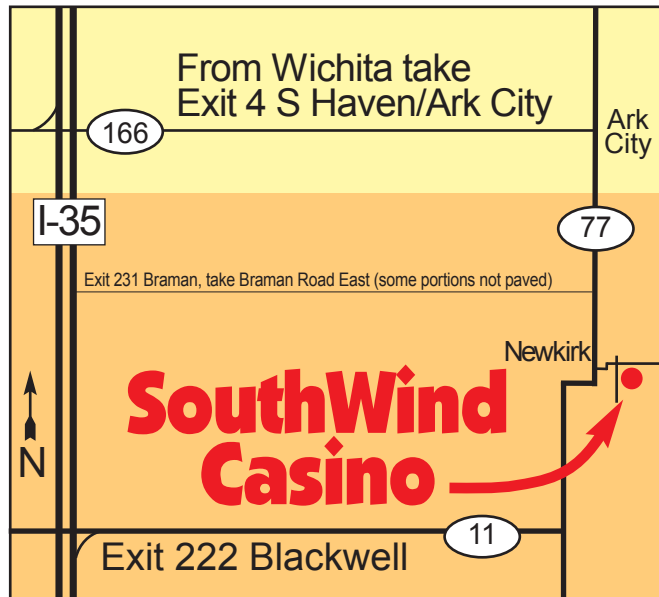 From Wichita take
Exit 4 S Haven/Ark City
166
Ark
City
I-35
77
Exit 231 Braman, take Braman Road East (some portions not paved)
Newkirk
SouthWind
Casino
N
11
Exit 222 Blackwell